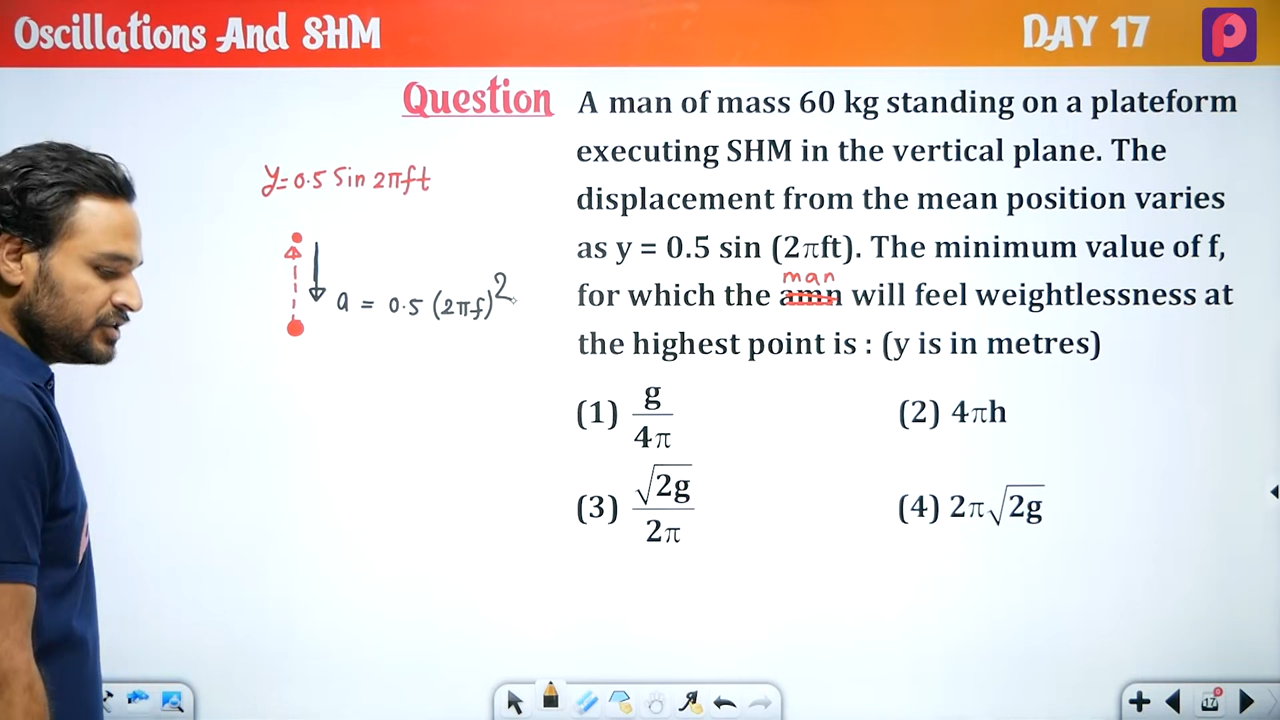 Oscillations And SHM
DAY 17
Question
A man of mass 60 kg standing on a plateform
executing SHM in the vertical plane. The
displacement from the mean position varies
as y = 0.5 sin (2πft). The minimum value of f,
man
for which the amn will feel weightlessness at
the highest point is : (y is in metres)
(1) g/4π
(2) 4πh
(3) √2g/2π
(4) 2π√2g
y=0.5 Sin 2πft
a = 0.5 (2πf)²
17